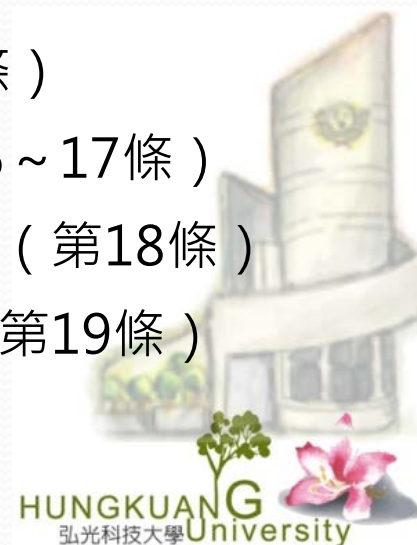 條）
～17條）
（第18條）
第19條）
HUNGKUANG
弘光科技大學University